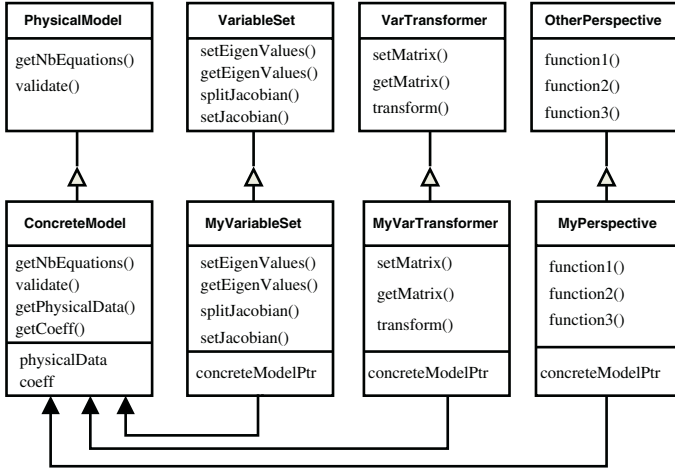 PhysicalModel
getNbEquations()
validate()
VariableSet
setEigenValues()
getEigenValues()
splitJacobian()
setJacobian()
VarTransformer
setMatrix()
getMatrix()
transform()
OtherPerspective
function1()
function2()
function3()
ConcreteModel
getNbEquations()
validate()
getPhysicalData()
getCoeff()
physicalData
coeff
MyVariableSet
setEigenValues()
getEigenValues()
splitJacobian()
setJacobian()
concreteModelPtr
MyVarTransformer
setMatrix()
getMatrix()
transform()
concreteModelPtr
MyPerspective
function1()
function2()
function3()
concreteModelPtr